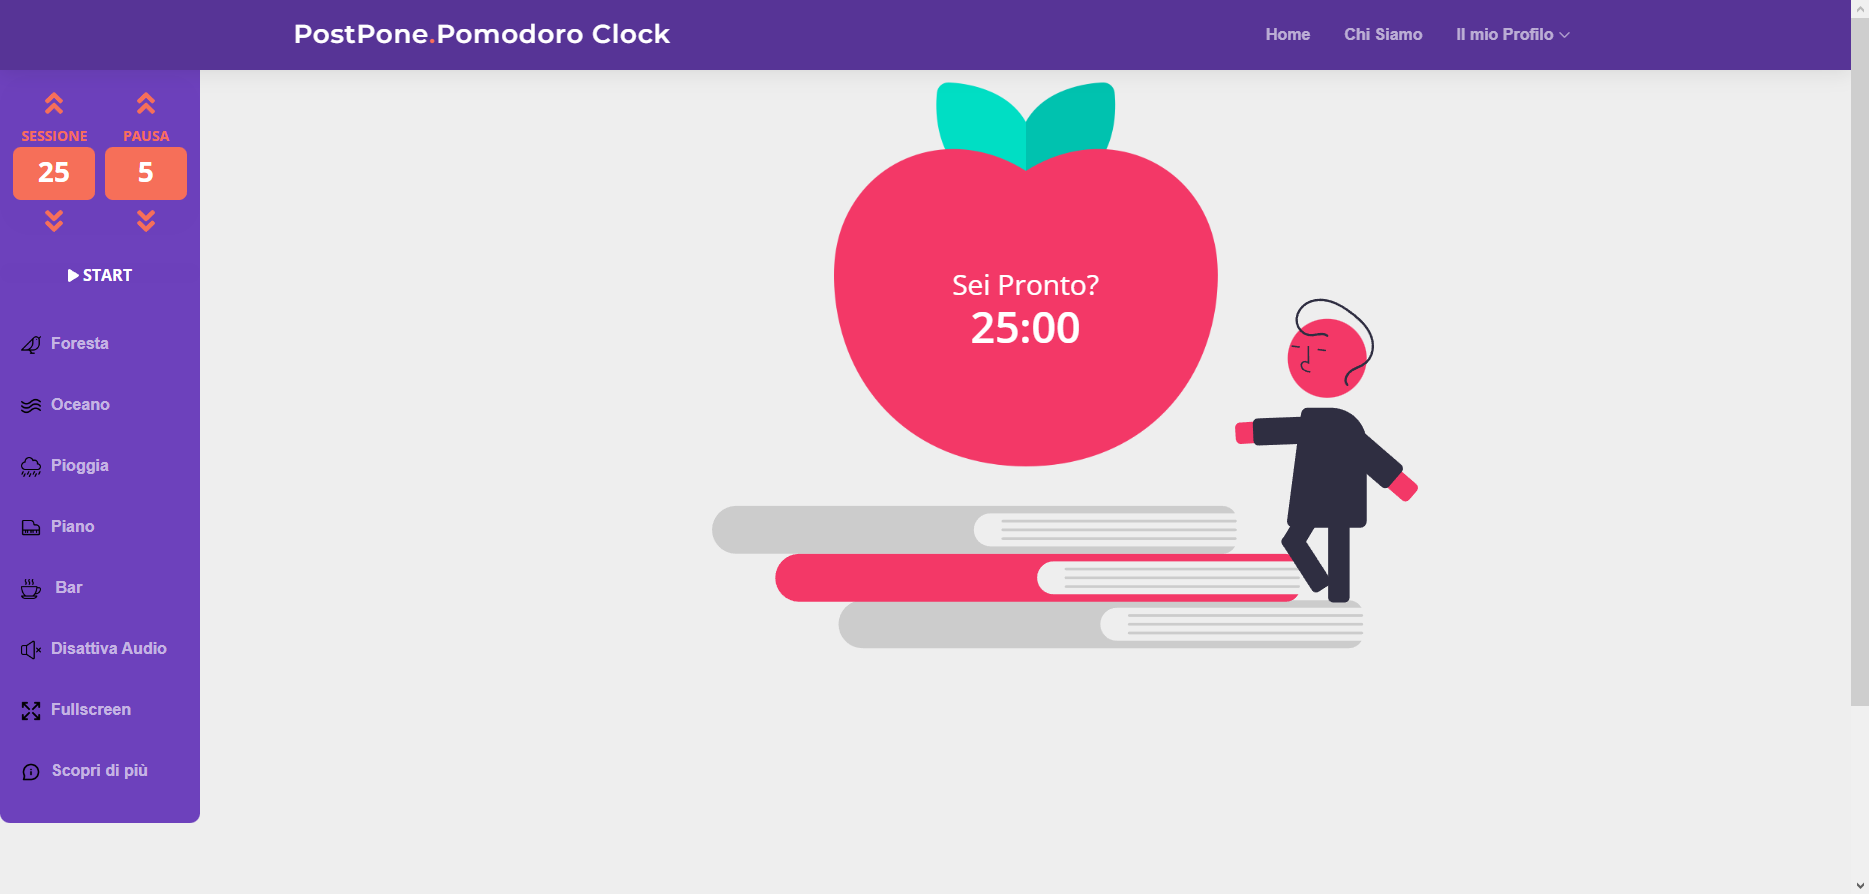 PostPone.Pomodoro Clock
Home
Chi Siamo
Il mio Profilo
SESSIONE
PAUSA
25
5
START
Foresta
Oceano
Pioggia
Piano
Bar
Disattiva Audio
Fullscreen
Scopri di più
Sei Pronto?
25:00